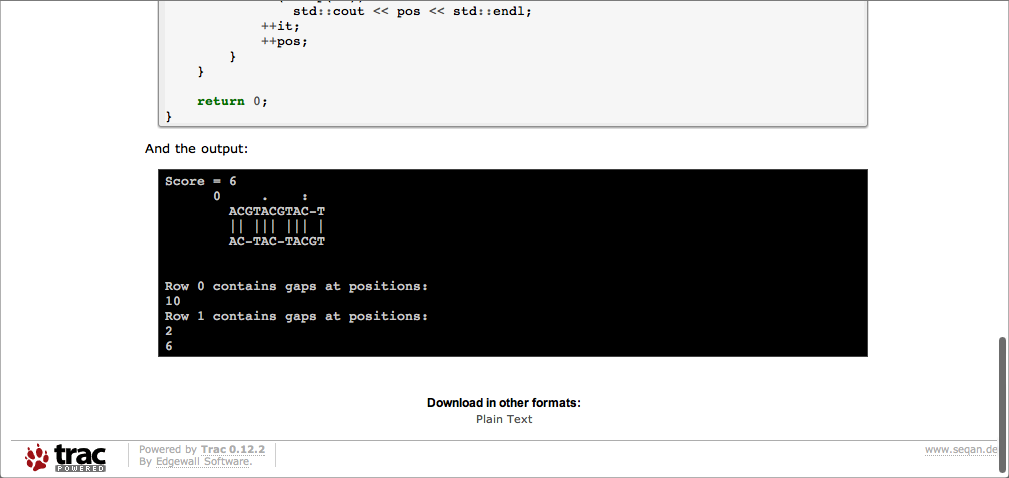 std::cout << pos << std::endl;
++it;
++pos;
}
}
return 0;
}
And the output:
Score = 6
0     .    :
ACGTACGTAC-T
|| ||| ||| |
AC-TAC-TACGT
Row 0 contains gaps at positions:
10
Row 1 contains gaps at positions:
2
6
Download in other formats:
Plain Text
trac
POWERED
Powered by Trac 0.12.2
By Edgewall Software.
www.seqan.de